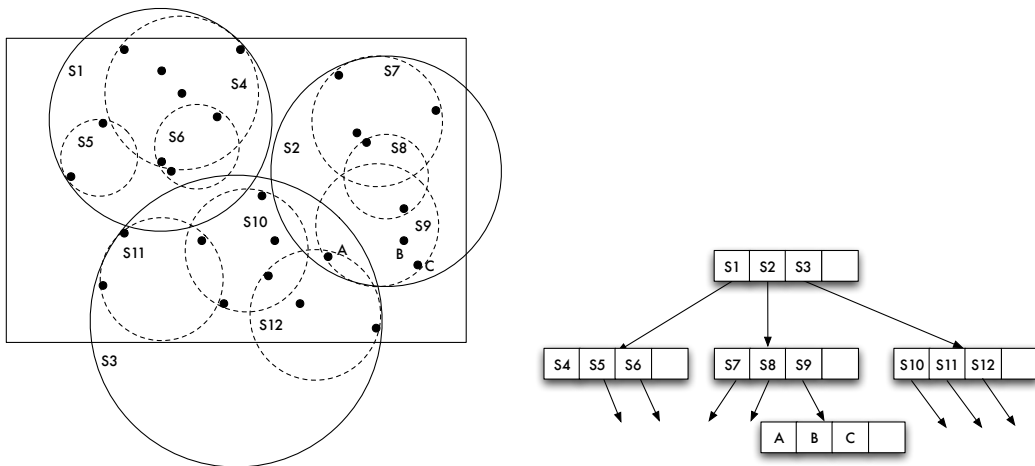 S1
S4
S7
S5
S6
S2
S8
S10
S9
S11
A
B
C
S12
S3
S1 S2 S3
S4 S5 S6
S7 S8 S9
S10 S11 S12
A B C